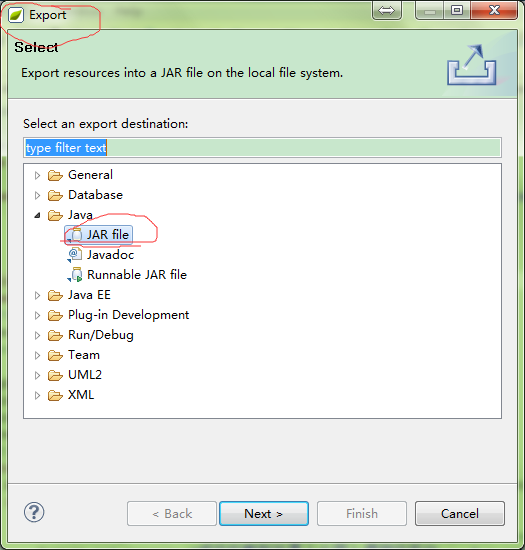 Export
Select
Export resources into a JAR file on the local file system.
Select an export destination:
type filter text
General
Database
Java
JAR file
Javadoc
Runnable JAR file
Java EE
Plug-in Development
Run/Debug
Team
UML2
XML
?
< Back
Next >
Finish
Cancel